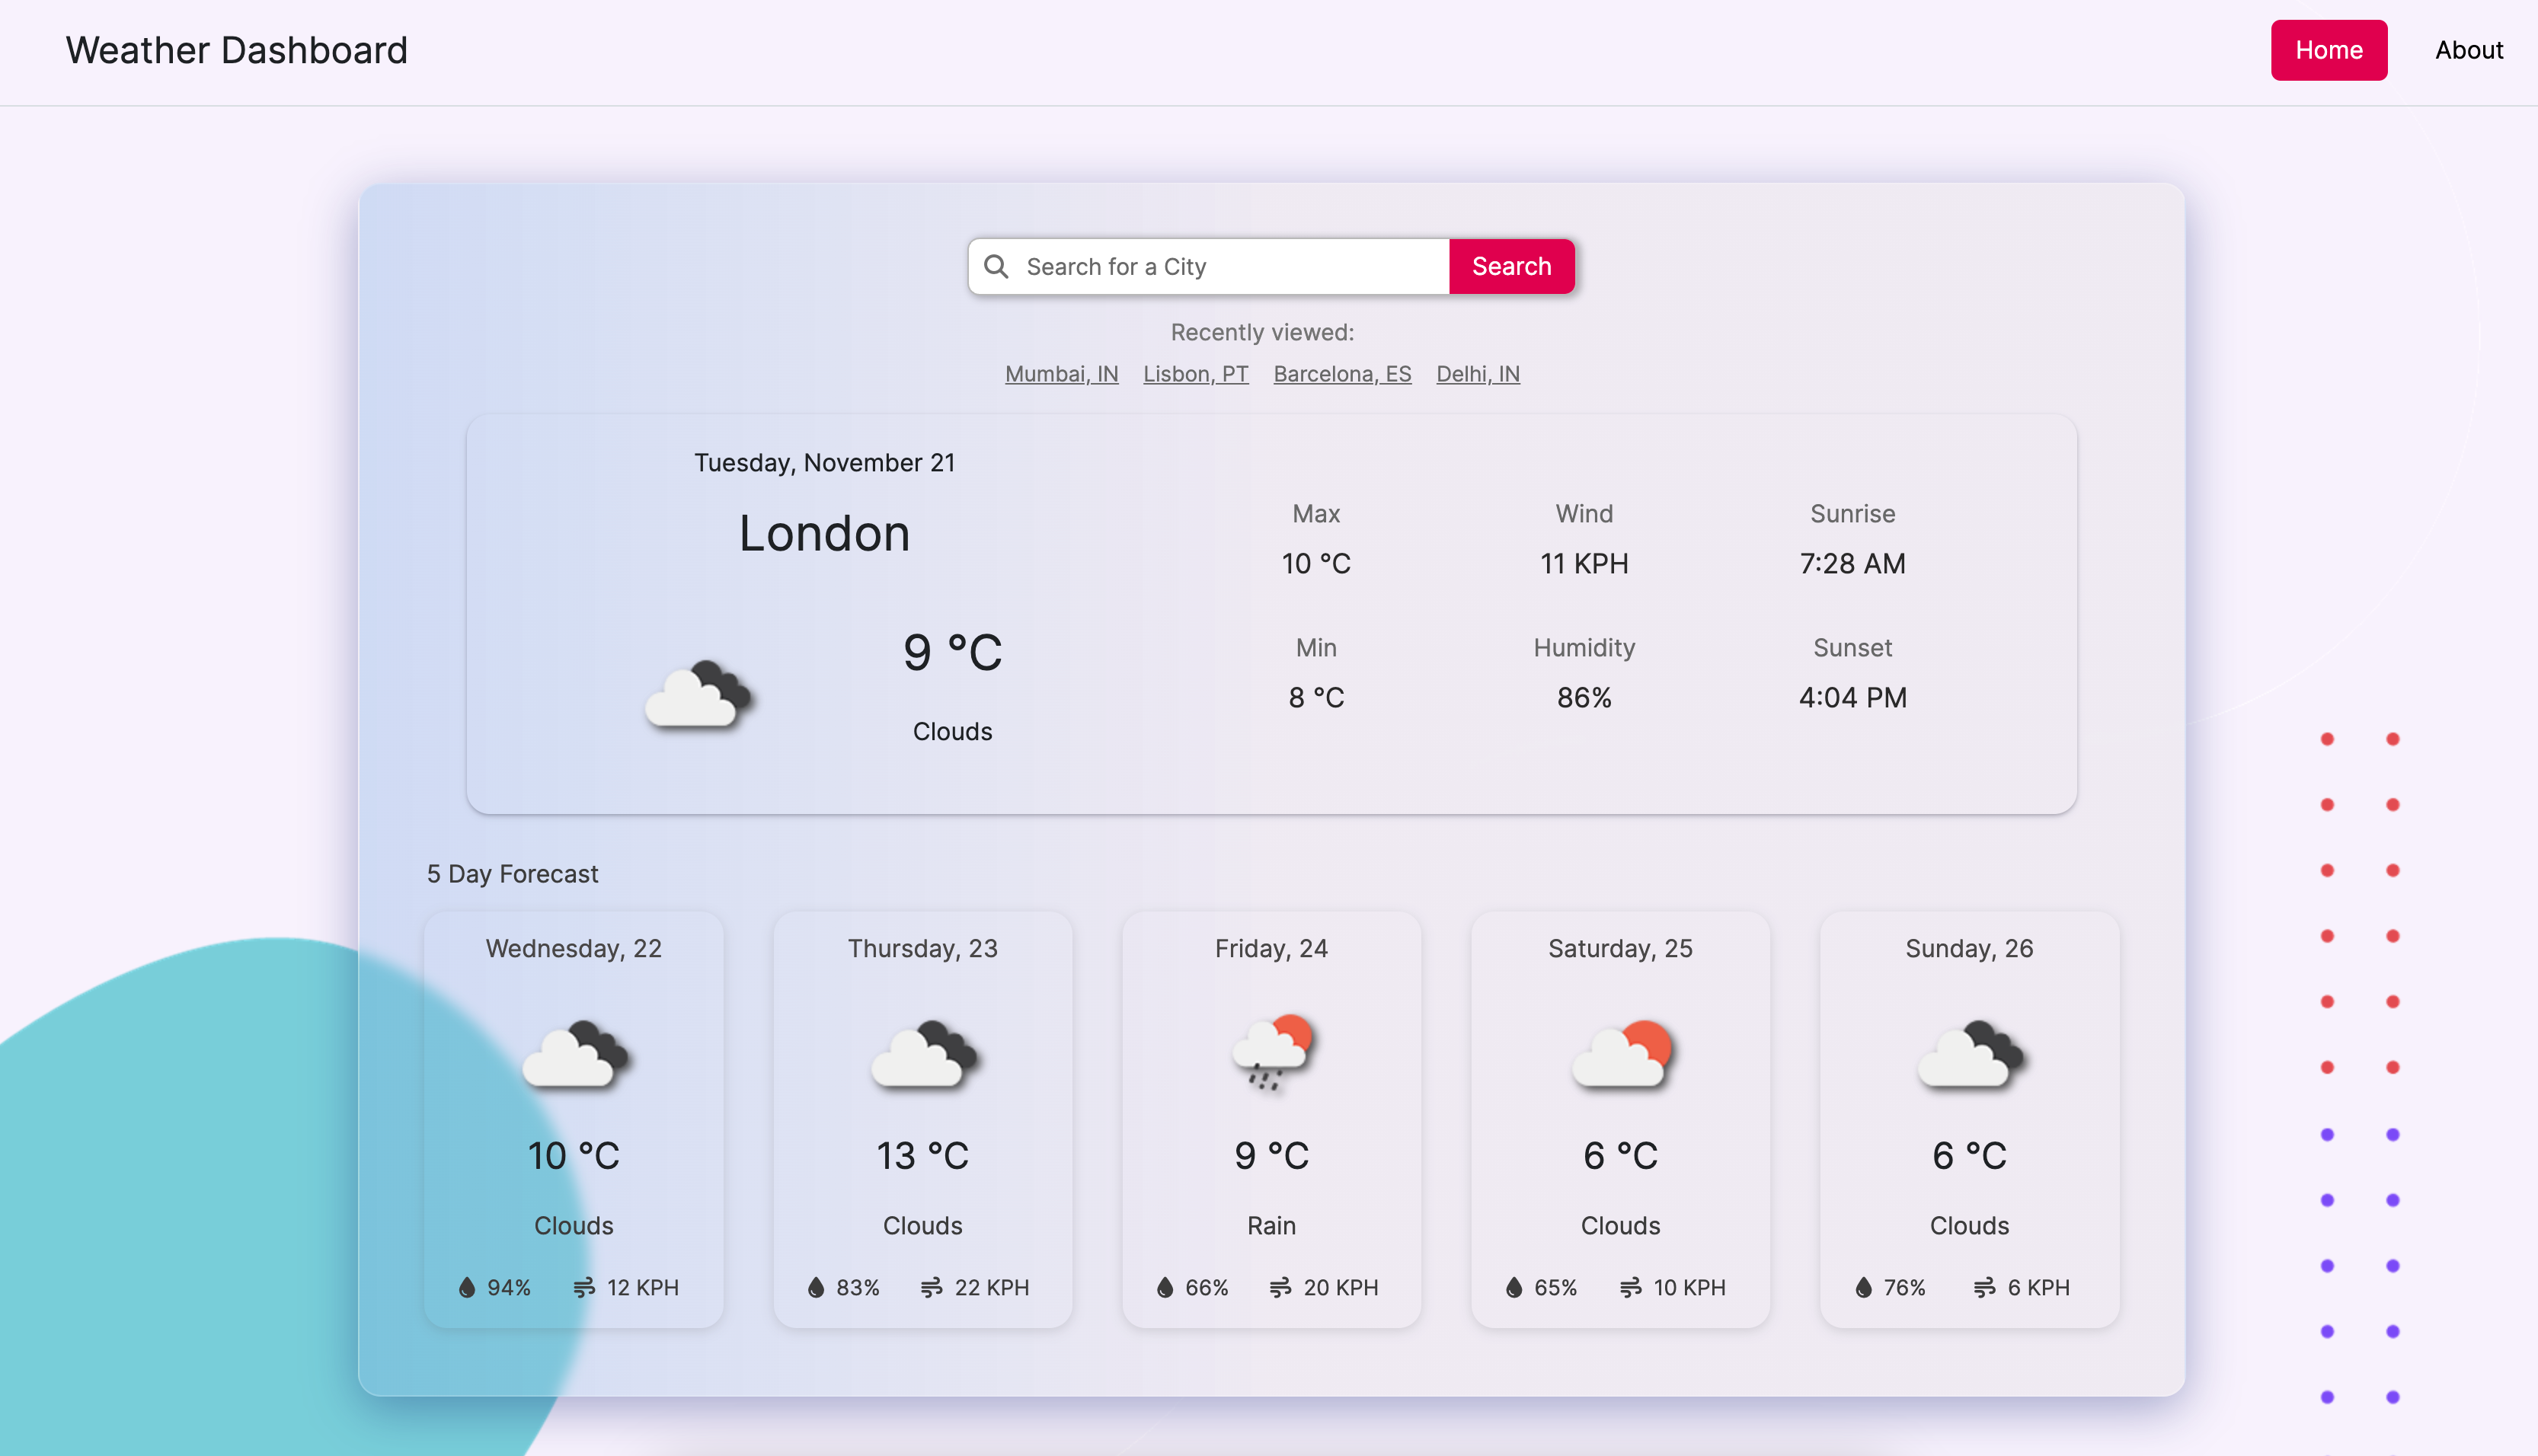 Weather Dashboard
Home
About
Search for a City
Search
Recently viewed:
Mumbai, IN Lisbon, PT Barcelona, ES Delhi, IN
Tuesday, November 21
London
9 °C
Clouds
Max
10 °C
Wind
11 KPH
Sunrise
7:28 AM
Min
8 °C
Humidity
86%
Sunset
4:04 PM
5 Day Forecast
Wednesday, 22
10 °C
Clouds
94% 12 KPH
Thursday, 23
13 °C
Clouds
83% 22 KPH
Friday, 24
9 °C
Rain
66% 20 KPH
Saturday, 25
6 °C
Clouds
65% 10 KPH
Sunday, 26
6 °C
Clouds
76% 6 KPH